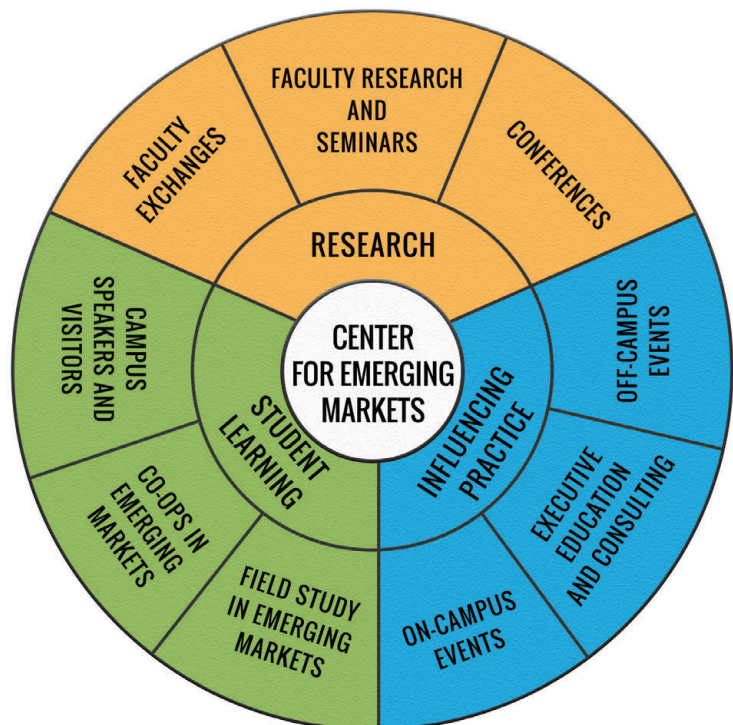 FACULTY RESEARCH
AND
SEMINARS
FACULTY
EXCHANGES
CONFERENCES
RESEARCH
CENTER
FOR EMERGING
MARKETS
CAMPUS
SPEAKERS AND
VISITORS
STUDENT
LEARNING
INFLUENCING
PRACTICE
OFF-CAMPUS
EVENTS
CO-OPS IN
EMERGING
MARKETS
EXECUTIVE
EDUCATION
AND CONSULTING
FIELD STUDY
IN EMERGING
MARKETS
ON-CAMPUS
EVENTS